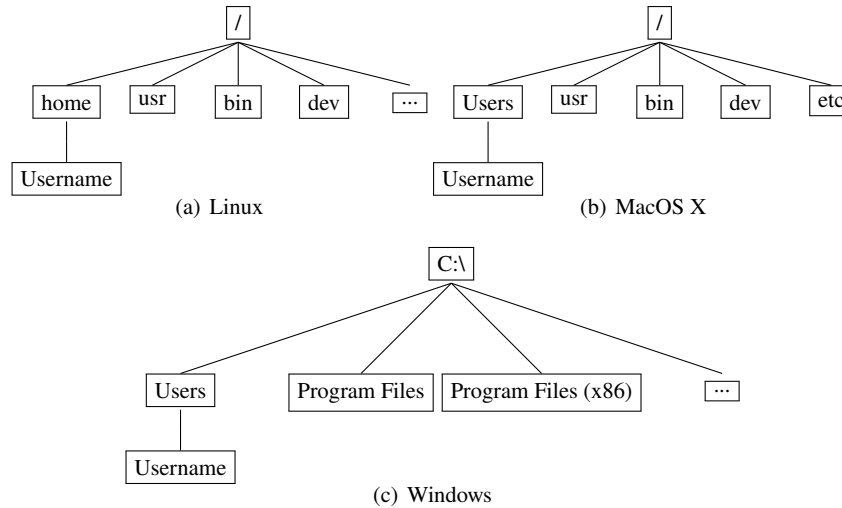 / /
home usr bin dev ... Users usr bin dev etc
Username Username
(a) Linux (b) MacOS X
C:\
Users Program Files Program Files (x86) ...
Username
(c) Windows